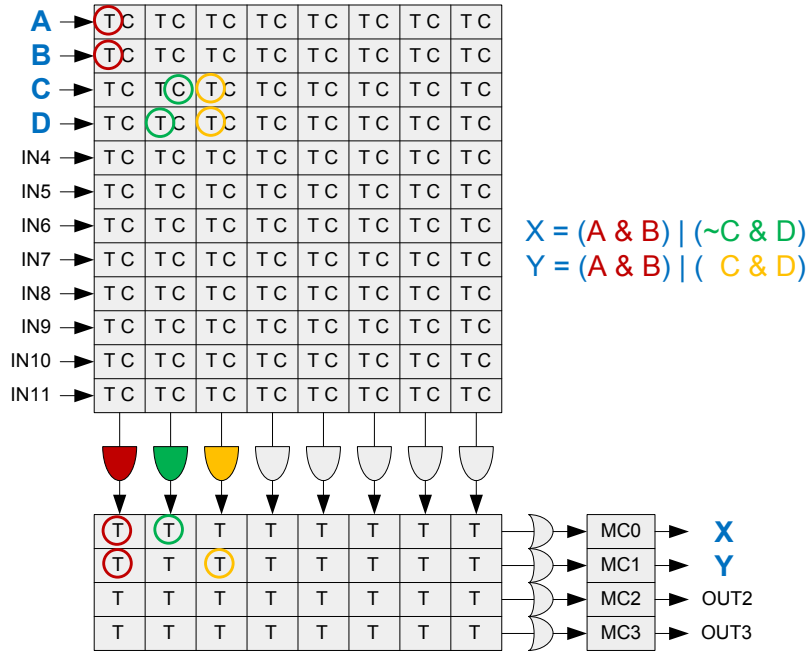 A T C T C T C T C T C T C T C T C
B T C T C T C T C T C T C T C T C
C T C T C T C T C T C T C T C T C
D T C T C T C T C T C T C T C T C
IN4 T C T C T C T C T C T C T C T C
IN5 T C T C T C T C T C T C T C T C
IN6 T C T C T C T C T C T C T C T C
IN7 T C T C T C T C T C T C T C T C
IN8 T C T C T C T C T C T C T C T C
IN9 T C T C T C T C T C T C T C T C
IN10 T C T C T C T C T C T C T C T C
IN11 T C T C T C T C T C T C T C T C
X = (A & B) | (~C & D)
Y = (A & B) | ( C & D)
T T T T T T T T MC0 X
T T T T T T T T MC1 Y
T T T T T T T T MC2 OUT2
T T T T T T T T MC3 OUT3